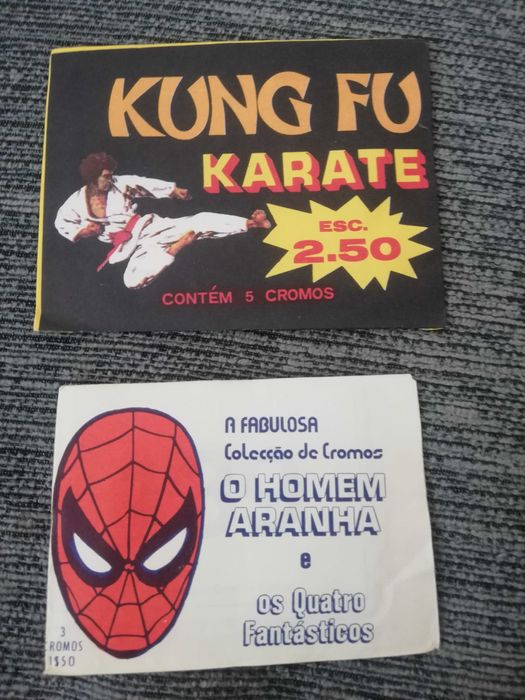 KUNG FU
KARATE
ESC.
2.50
CONTÉM 5 CROMOS
A FABULOSA
Colecção de Cromos
O HOMEM
ARANHA
e
os Quatro
Fantásticos
3
CROMOS
1$50